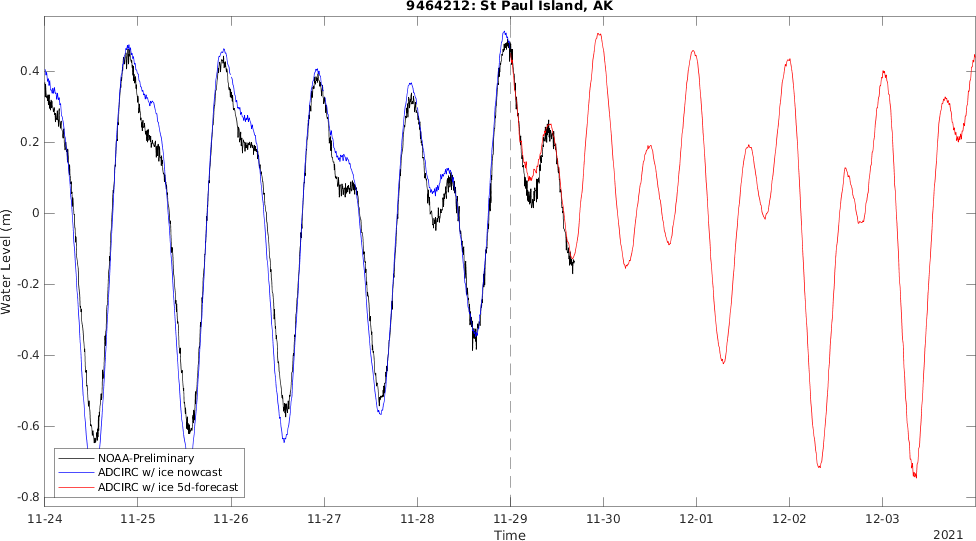 9464212: St Paul Island, AK
Water Level (m)
0.4
0.2
0
-0.2
-0.4
-0.6
-0.8
NOAA-Preliminary
ADCIRC w/ ice nowcast
ADCIRC w/ ice 5d-forecast
11-24 11-25 11-26 11-27 11-28 11-29 11-30 12-01 12-02 12-03
Time
2021